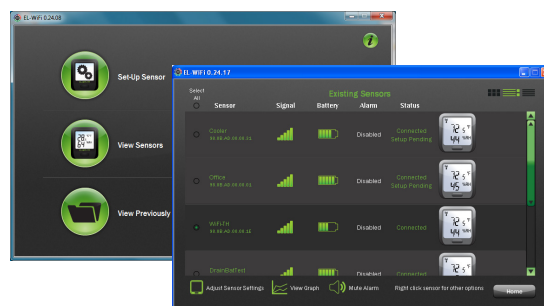 EL-WiFi 0.24.08
Set-Up Sensor
View Sensors
View Previously
EL-WiFi 0.24.17
Existing Sensors
Select All
Sensor Signal Battery Alarm Status
Cooler Disabled Connected Setup Pending
Office Disabled Connected Setup Pending
WiFi-TH Disabled Connected
DrainBatteri Disabled Connected
Adjust Sensor Settings View Graph Mute Alarm Right click sensor for other options Home